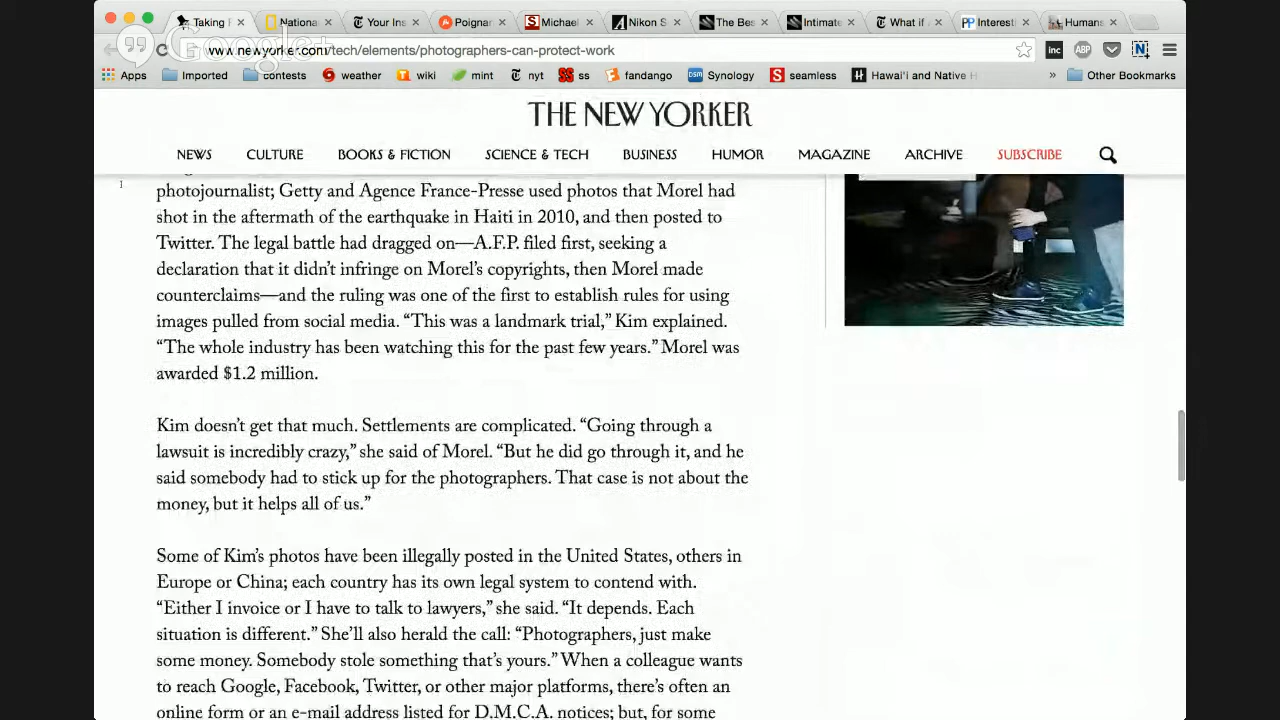 Taking
Nationa
Your Ins
Poignar
Michael
Nikon S
The Bes
Intimate
What if
Interesti
Humans
Google+
www.newyorker.com/tech/elements/photographers-can-protect-work
inc
ABP
Apps
Imported
contests
weather
wiki
mint
nyt
ss
fandango
Synology
seamless
Hawai'i and Native H
»
Other Bookmarks
THE NEW YORKER
NEWS
CULTURE
BOOKS & FICTION
SCIENCE & TECH
BUSINESS
HUMOR
MAGAZINE
ARCHIVE
SUBSCRIBE
photojournalist; Getty and Agence France-Presse used photos that Morel had
shot in the aftermath of the earthquake in Haiti in 2010, and then posted to
Twitter. The legal battle had dragged on—A.F.P. filed first, seeking a
declaration that it didn’t infringe on Morel’s copyrights, then Morel made
counterclaims—and the ruling was one of the first to establish rules for using
images pulled from social media. “This was a landmark trial,” Kim explained.
“The whole industry has been watching this for the past few years.” Morel was
awarded $1.2 million.
Kim doesn’t get that much. Settlements are complicated. “Going through a
lawsuit is incredibly crazy,” she said of Morel. “But he did go through it, and he
said somebody had to stick up for the photographers. That case is not about the
money, but it helps all of us.”
Some of Kim’s photos have been illegally posted in the United States, others in
Europe or China; each country has its own legal system to contend with.
“Either I invoice or I have to talk to lawyers,” she said. “It depends. Each
situation is different.” She’ll also herald the call: “Photographers, just make
some money. Somebody stole something that’s yours.” When a colleague wants
to reach Google, Facebook, Twitter, or other major platforms, there’s often an
online form or an e-mail address listed for D.M.C.A. notices; but, for some